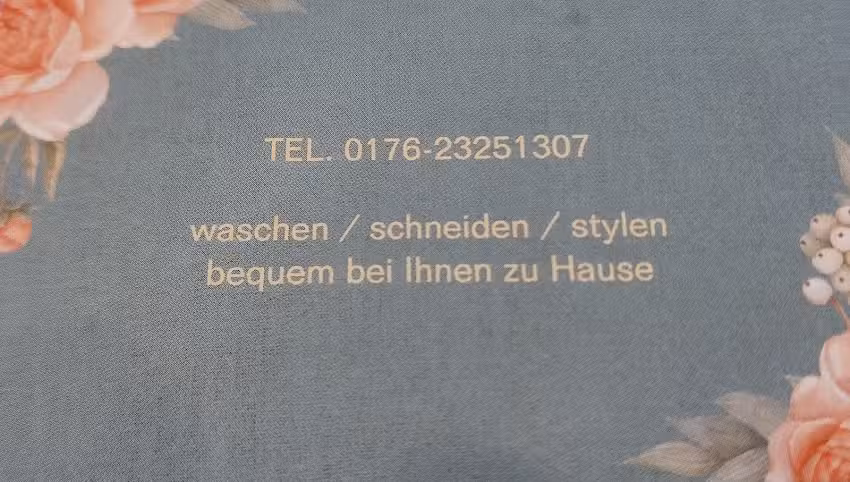 TEL. 0176-23251307
waschen / schneiden / stylen
bequem bei Ihnen zu Hause